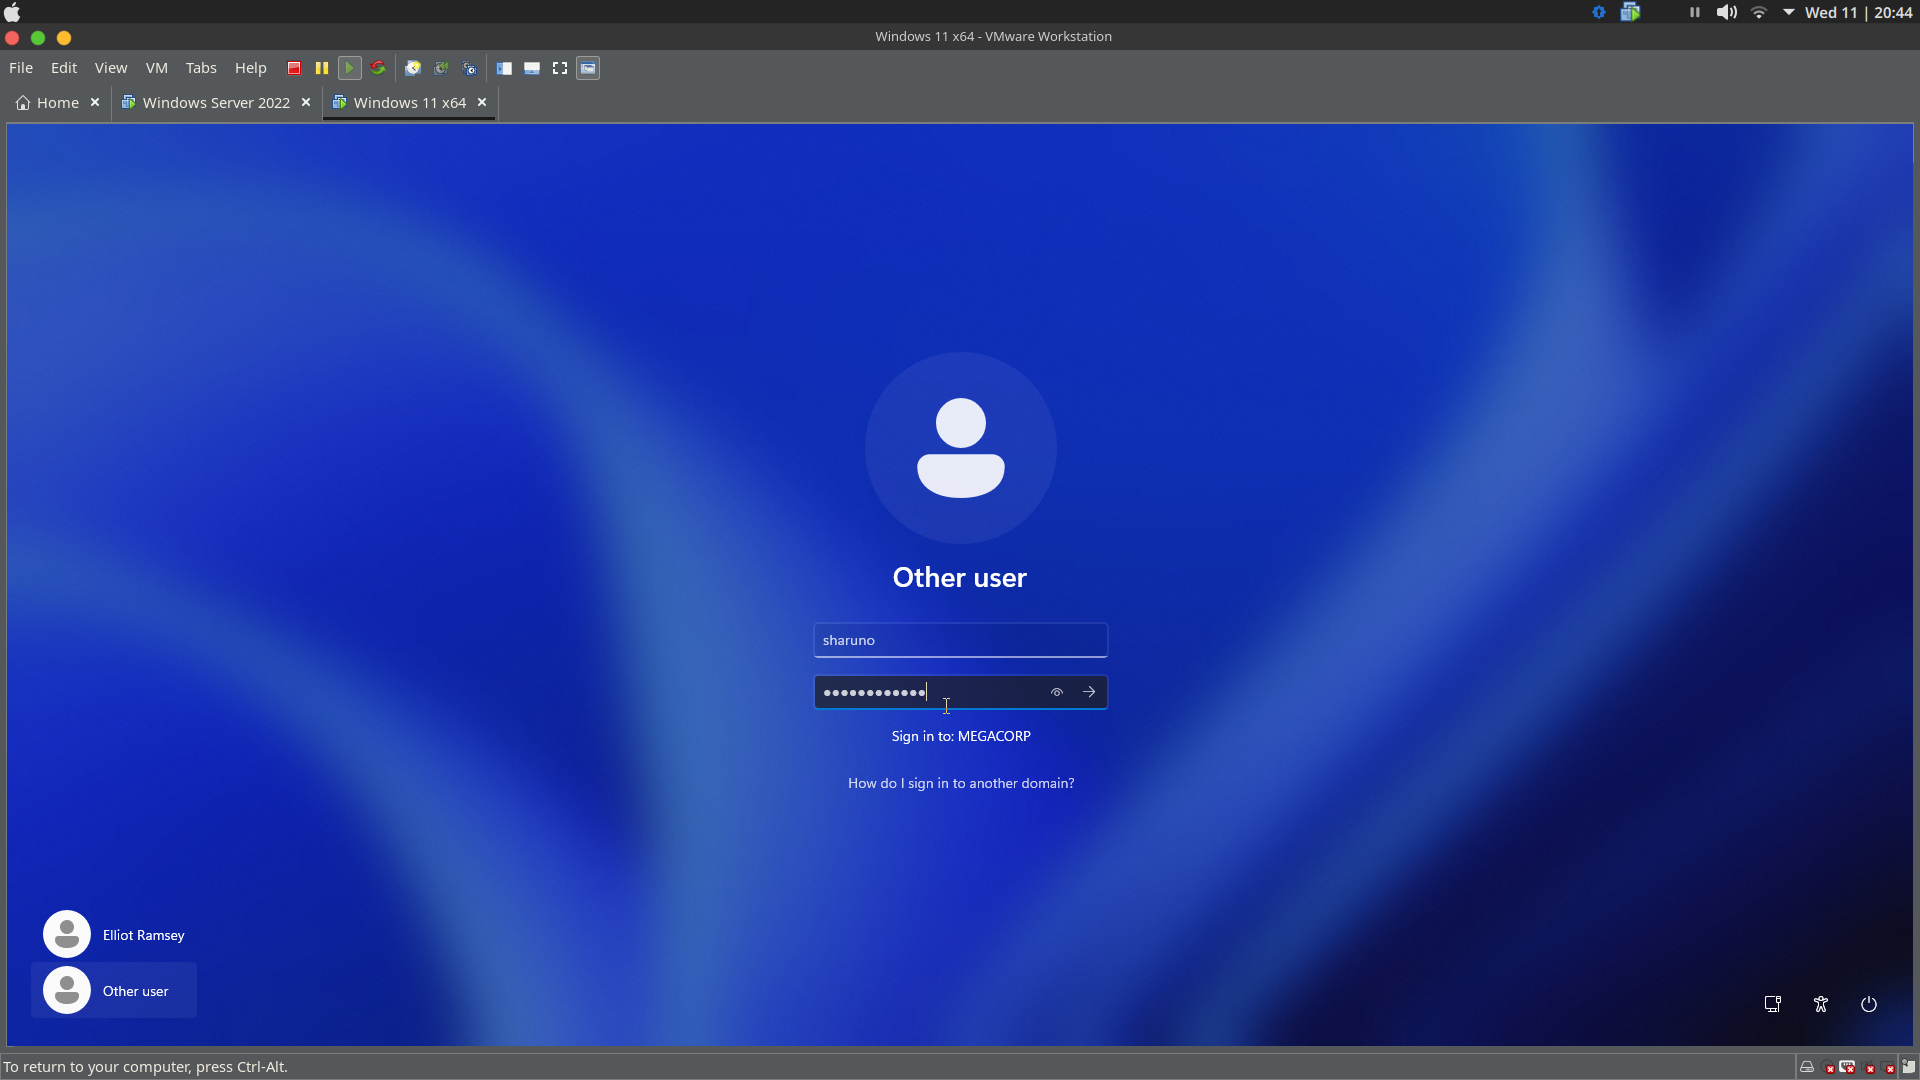 Wed 11 | 20:44
Windows 11 x64 - VMware Workstation
File Edit View VM Tabs Help
Home Windows Server 2022 Windows 11 x64
Other user
sharuno
Sign in to: MEGACORP
How do I sign in to another domain?
Elliot Ramsey
Other user
To return to your computer, press Ctrl-Alt.